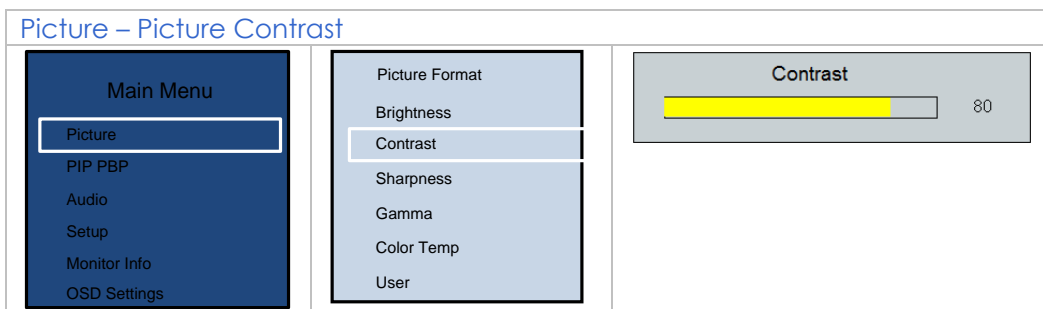 Picture – Picture Contrast
Main Menu
Picture
PIP PBP
Audio
Setup
Monitor Info
OSD Settings
Picture Format
Brightness
Contrast
Sharpness
Gamma
Color Temp
User
Contrast
80